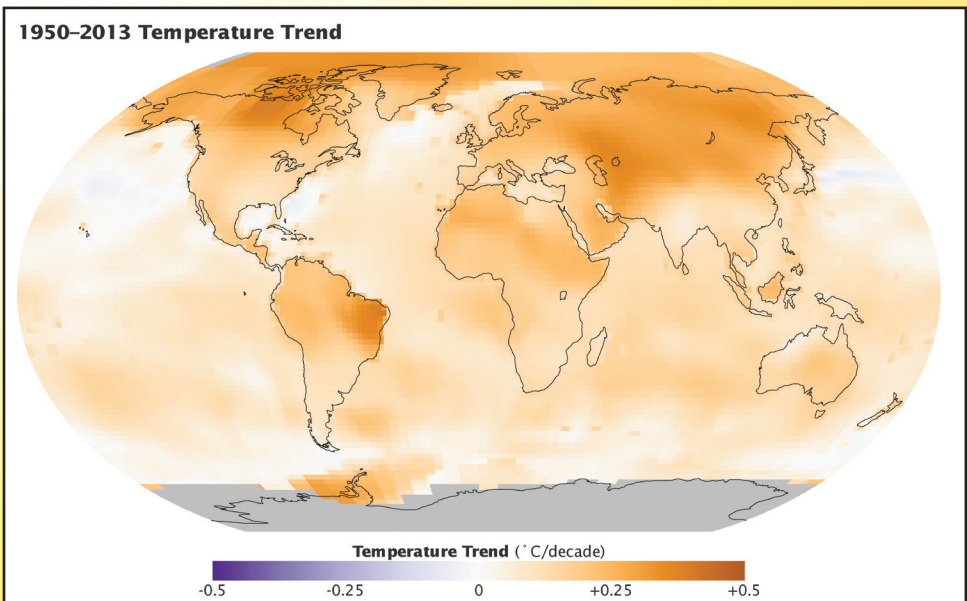 1950–2013 Temperature Trend
Temperature Trend (˚C/decade)
-0.5 -0.25 0 +0.25 +0.5